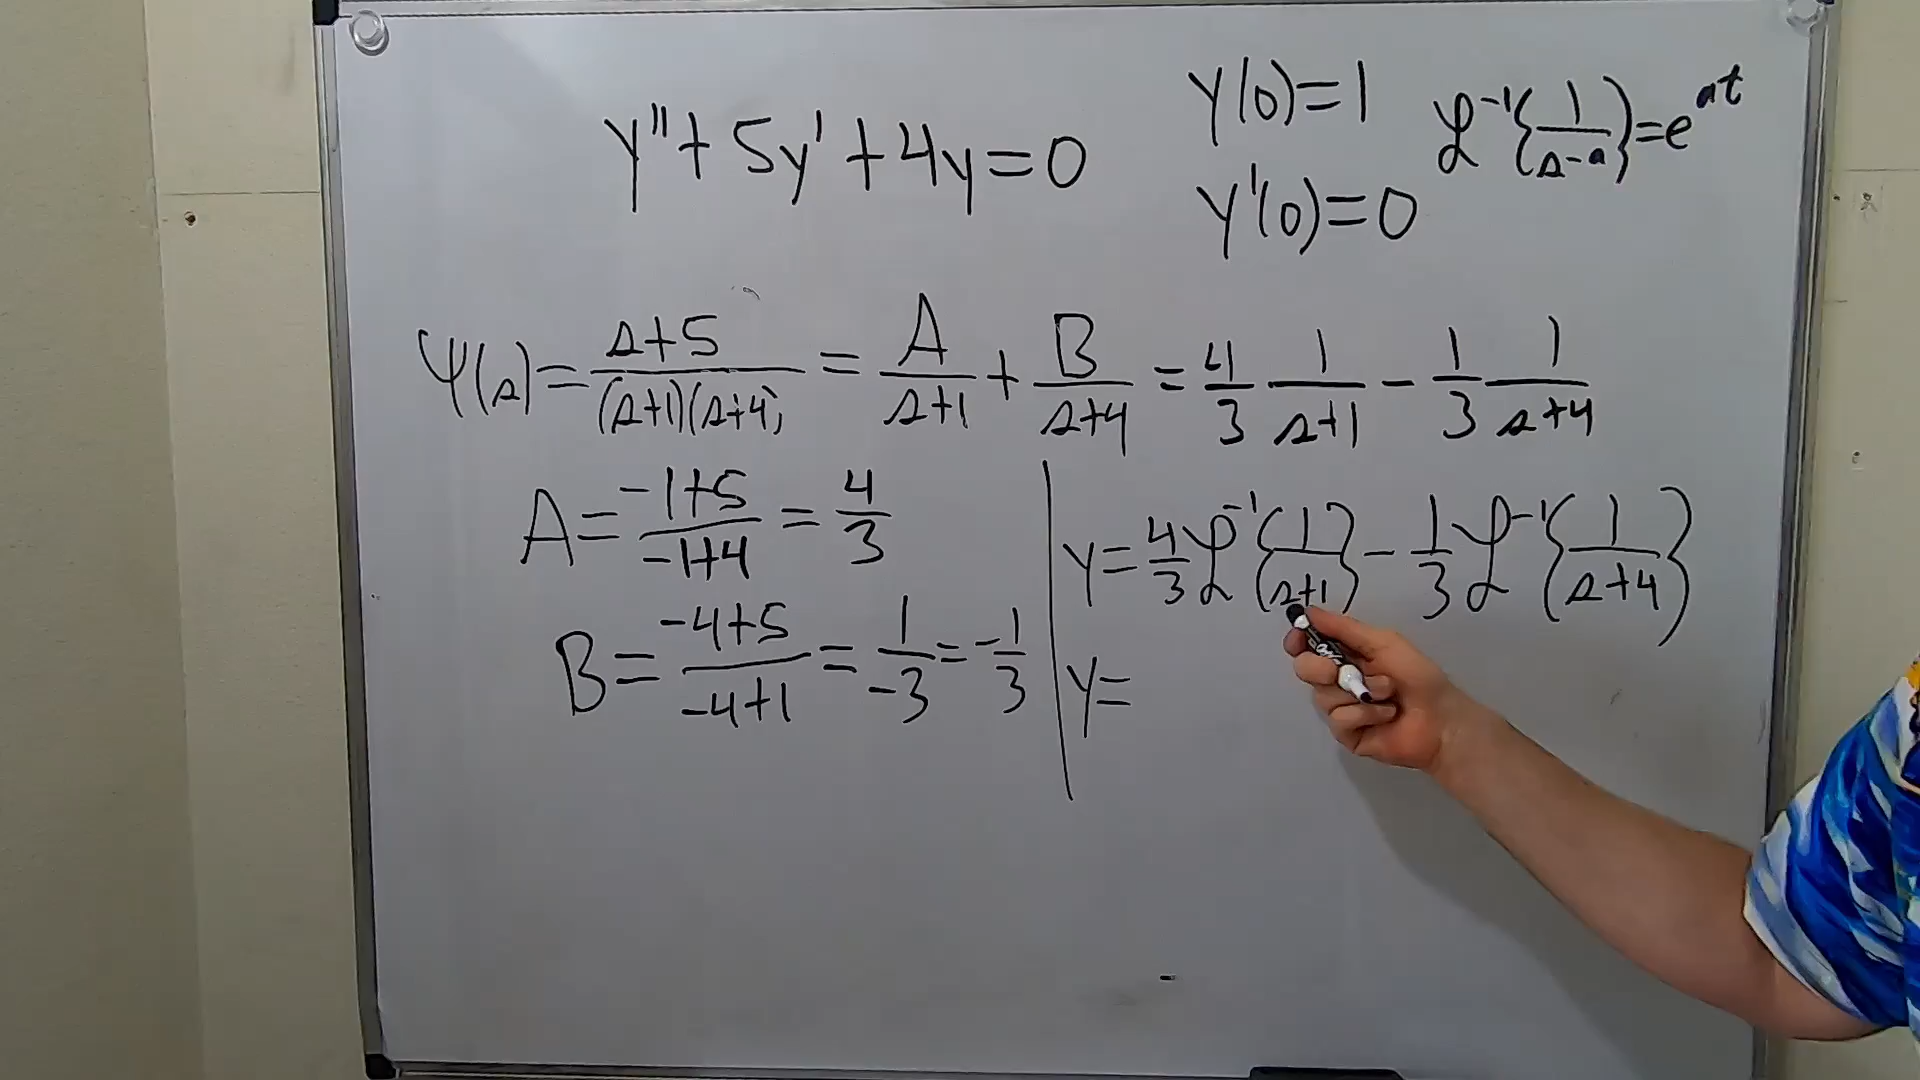 y''+5y'+4y=0
y(0)=1
y'(0)=0
ℒ⁻¹{1/(s-a)}=e^(at)
Ψ(s)=(s+5)/((s+1)(s+4)) = A/(s+1) + B/(s+4) = 4/3 1/(s+1) - 1/3 1/(s+4)
A=(-1+5)/(-1+4) = 4/3
B=(-4+5)/(-4+1) = 1/(-3) = -1/3
y=4/3 ℒ⁻¹{1/(s+1)} - 1/3 ℒ⁻¹{1/(s+4)}
y=